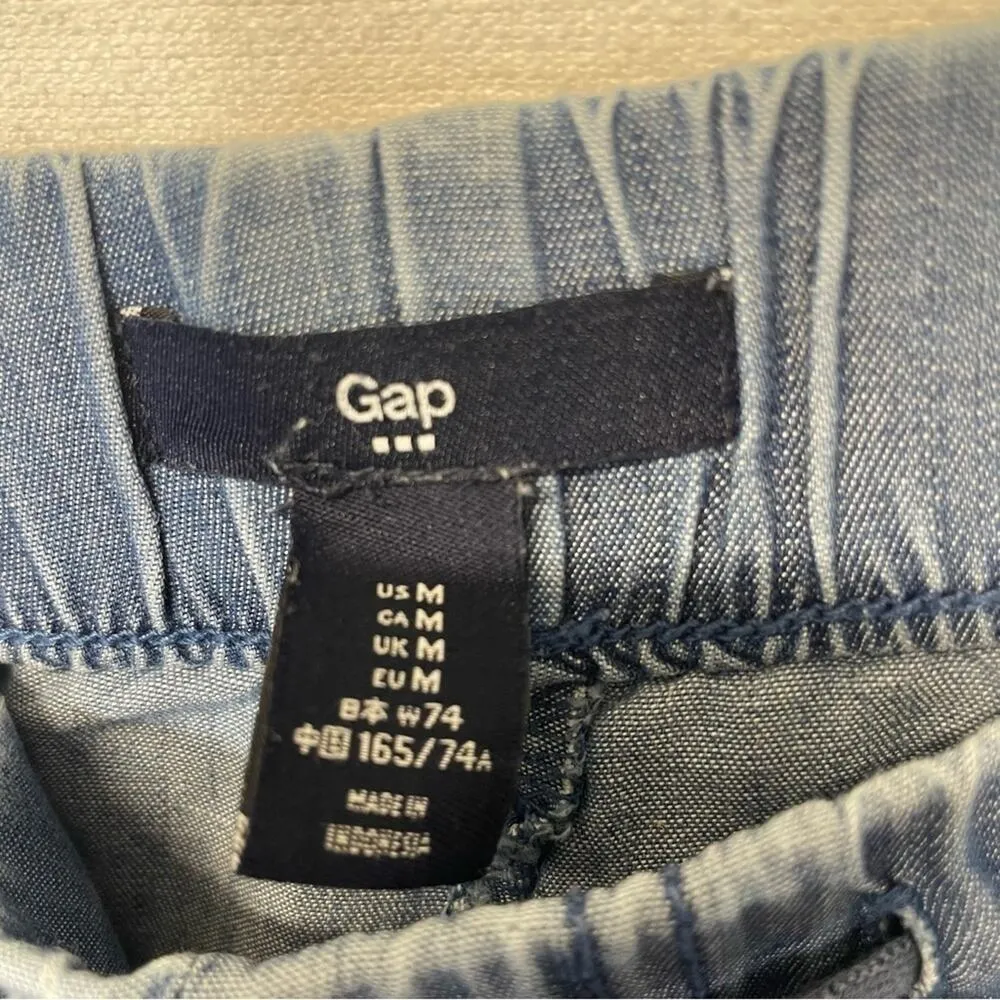 Gap
US M
CA M
UK M
EU M
日本 W74
中国 165/74A
MADE IN
INDONESIA